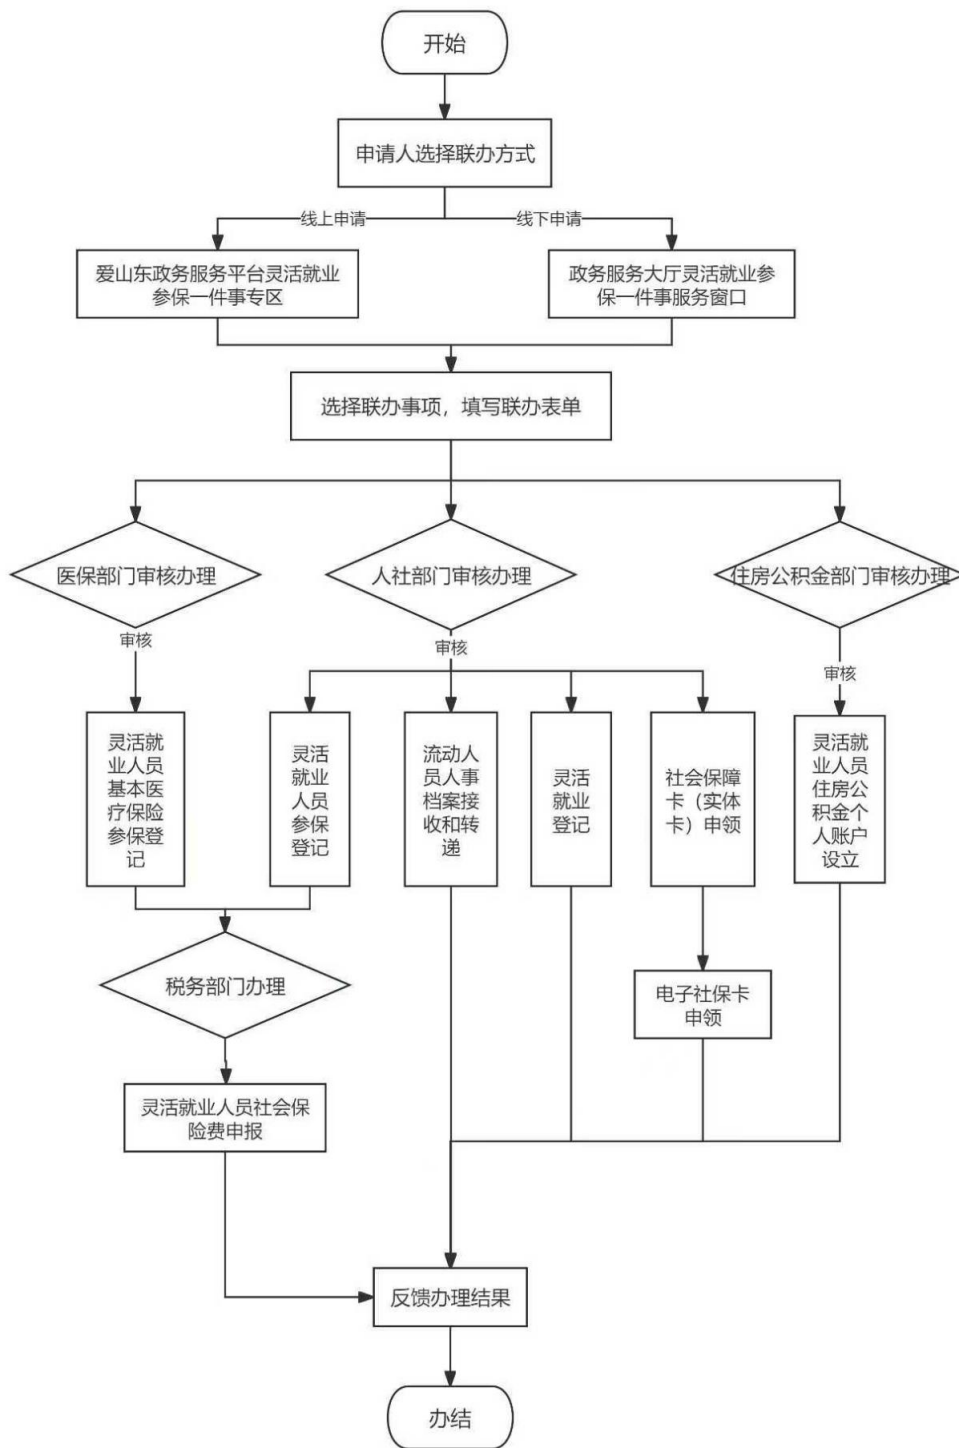 开始
申请人选择联办方式
线上申请
线下申请
爱山东政务服务平台灵活就业
参保一件事专区
政务服务大厅灵活就业参
保一件事服务窗口
选择联办事项，填写联办表单
医保部门审核办理
人社部门审核办理
住房公积金部门审核办理
审核
审核
审核
灵活就
业人员
基本医
疗保险
参保登
记
灵活
就业
人员
参保
登记
流动人
员人事
档案接
收和转
递
灵活
就业
登记
社会保障
卡（实体
卡）申领
灵活就
业人员
住房公
积金个
人账户
设立
税务部门办理
电子社保卡
申领
灵活就业人员社会保
险费申报
反馈办理结果
办结